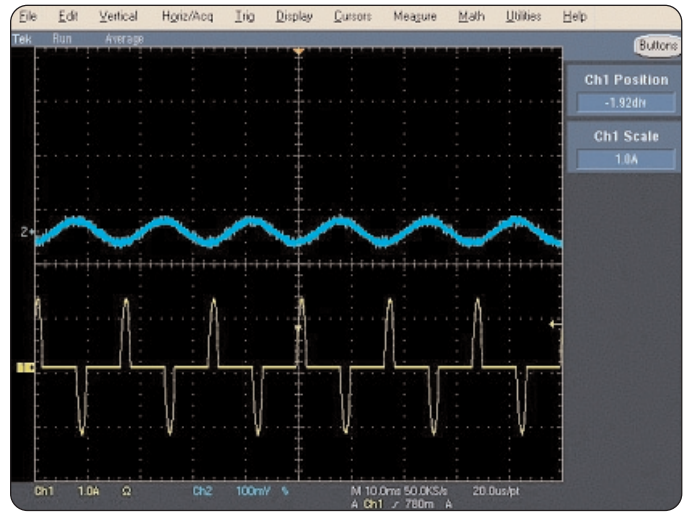 File Edit Vertical Horiz/Acq Trig Display Cursors Measure Math Utilities Help
Tek Run Average
Buttons
Ch1 Position
-1.92div
Ch1 Scale
1.0A
2
Ch1 1.0A Ω Ch2 100mV M 10.0ms 50.0KS/s 20.0us/pt
A Ch1 780m A